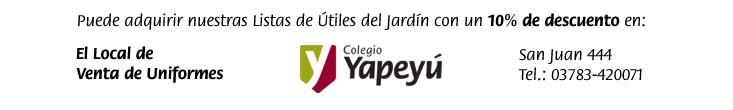 Puede adquirir nuestras Listas de Útiles del Jardín con un 10% de descuento en:
El Local de
Venta de Uniformes
Colegio
Yapeyú
San Juan 444
Tel.: 03783-420071